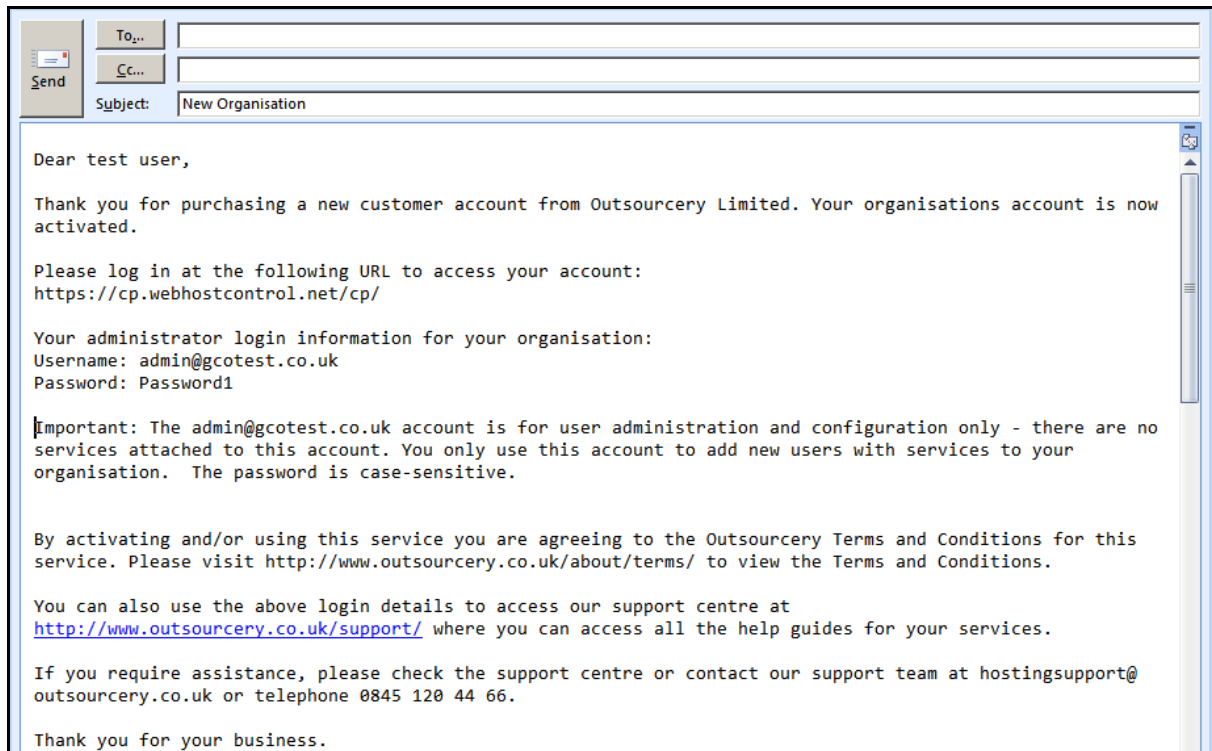 To...
Cc...
Send
Subject: New Organisation
Dear test user,
Thank you for purchasing a new customer account from Outsourcery Limited. Your organisations account is now
activated.
Please log in at the following URL to access your account:
https://cp.webhostcontrol.net/cp/
Your administrator login information for your organisation:
Username: admin@gcotest.co.uk
Password: Password1
Important: The admin@gcotest.co.uk account is for user administration and configuration only - there are no
services attached to this account. You only use this account to add new users with services to your
organisation.  The password is case-sensitive.
By activating and/or using this service you are agreeing to the Outsourcery Terms and Conditions for this
service. Please visit http://www.outsourcery.co.uk/about/terms/ to view the Terms and Conditions.
You can also use the above login details to access our support centre at
http://www.outsourcery.co.uk/support/ where you can access all the help guides for your services.
If you require assistance, please check the support centre or contact our support team at hostingsupport@
outsourcery.co.uk or telephone 0845 120 44 66.
Thank you for your business.